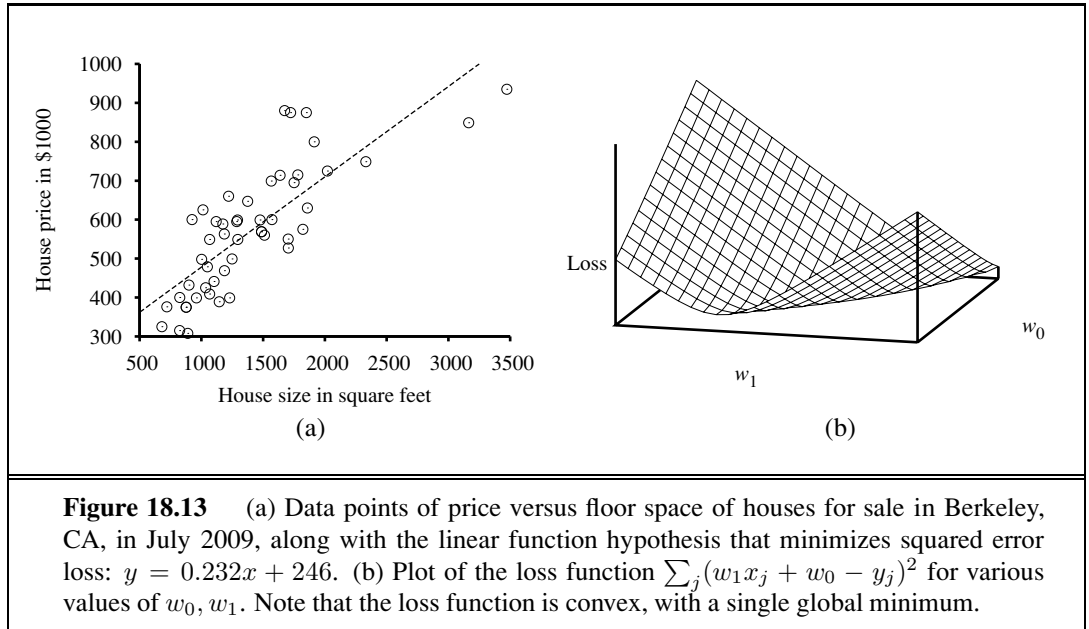 1000
900
800
700
600
500
400
300
House price in $1000
500 1000 1500 2000 2500 3000 3500
House size in square feet
(a)
Loss
w₁
w₀
(b)
Figure 18.13 (a) Data points of price versus floor space of houses for sale in Berkeley,
CA, in July 2009, along with the linear function hypothesis that minimizes squared error
loss: y = 0.232x + 246. (b) Plot of the loss function ∑ⱼ(w₁xⱼ + w₀ − yⱼ)² for various
values of w₀, w₁. Note that the loss function is convex, with a single global minimum.